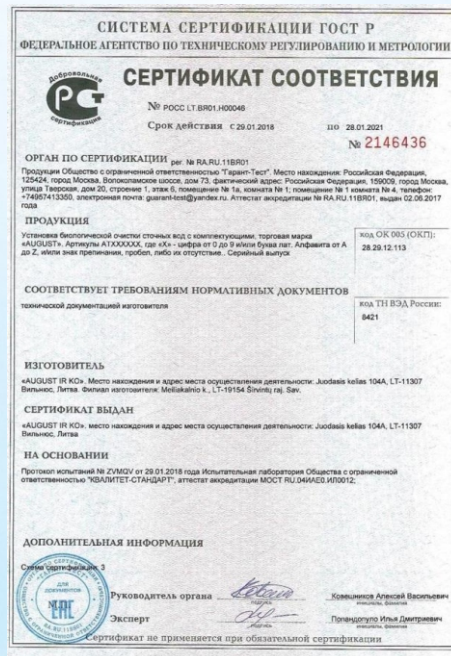 СИСТЕМА СЕРТИФИКАЦИИ ГОСТ Р
ФЕДЕРАЛЬНОЕ АГЕНТСТВО ПО ТЕХНИЧЕСКОМУ РЕГУЛИРОВАНИЮ И МЕТРОЛОГИИ
Добровольная
сертификация
СЕРТИФИКАТ СООТВЕТСТВИЯ
№ РОСС LT.BR01.H00046
Срок действия с 29.01.2018 по 28.01.2021
№ 2146436
ОРГАН ПО СЕРТИФИКАЦИИ рег. № RA.RU.11BR01
Продукции Общество с ограниченной ответственностью "Гарант-Тест". Место нахождения: Российская Федерация,
125424, город Москва, Волоколамское шоссе, дом 73, фактический адрес: Российская Федерация, 159009, город Москва,
улица Тверская, дом 20, строение 1, этаж 6, помещение № 1а, комната № 1; помещение № 1 комната № 4, телефон:
+74957413350, электронная почта: guarant-test@yandex.ru. Аттестат аккредитации № RA.RU.11BR01, выдан 02.06.2017
года
ПРОДУКЦИЯ
Установка биологической очистки сточных вод с комплектующими, торговая марка
«AUGUST». Артикулы ATXXXXXX, где «X» - цифра от 0 до 9 и/или буква лат. Алфавита от А
до Z, и/или знак препинания, пробел, либо их отсутствие.. Серийный выпуск
код ОК 005 (ОКП):
28.29.12.113
СООТВЕТСТВУЕТ ТРЕБОВАНИЯМ НОРМАТИВНЫХ ДОКУМЕНТОВ
технической документацией изготовителя
код ТН ВЭД России:
8421
ИЗГОТОВИТЕЛЬ
«AUGUST IR KO». Место нахождения и адрес места осуществления деятельности: Juodasis kelias 104A, LT-11307
Вильнюс, Литва. Филиал изготовителя: Meiliakalnio k., LT-19154 Širvintų raj. Sav.
СЕРТИФИКАТ ВЫДАН
«AUGUST IR KO», место нахождения и адрес места осуществления деятельности: Juodasis kelias 104A, LT-11307
Вильнюс, Литва
НА ОСНОВАНИИ
Протокол испытаний № ZVMQV от 29.01.2018 года Испытательная лаборатория Общества с ограниченной
ответственностью "КВАЛИТЕТ-СТАНДАРТ", аттестат аккредитации МОСТ RU.04ИАЕ0.ИЛ0012;
ДОПОЛНИТЕЛЬНАЯ ИНФОРМАЦИЯ
Схема сертификации: 3
ДЛЯ
ДОКУМЕНТОВ
М.П.
Руководитель органа
подпись
Ковешников Алексей Васильевич
инициалы, фамилия
Эксперт
подпись
Попандопуло Илья Дмитриевич
инициалы, фамилия
Сертификат не применяется при обязательной сертификации